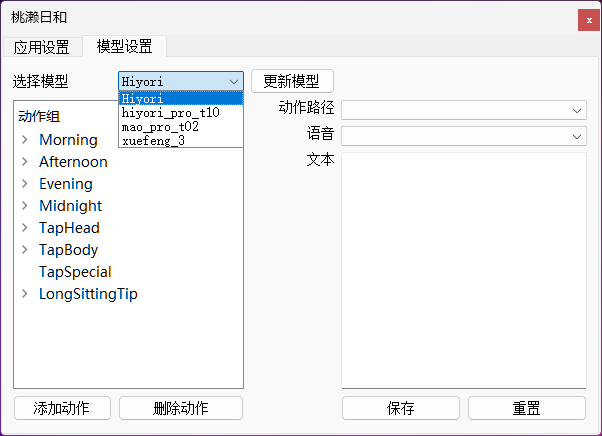 桃濑日和
x
应用设置 模型设置
选择模型 Hiyori 更新模型
Hiyori
hiyori_pro_t10
mao_pro_t02
xuefeng_3
动作组
Morning
Afternoon
Evening
Midnight
TapHead
TapBody
TapSpecial
LongSittingTip
动作路径
语音
文本
添加动作 删除动作 保存 重置